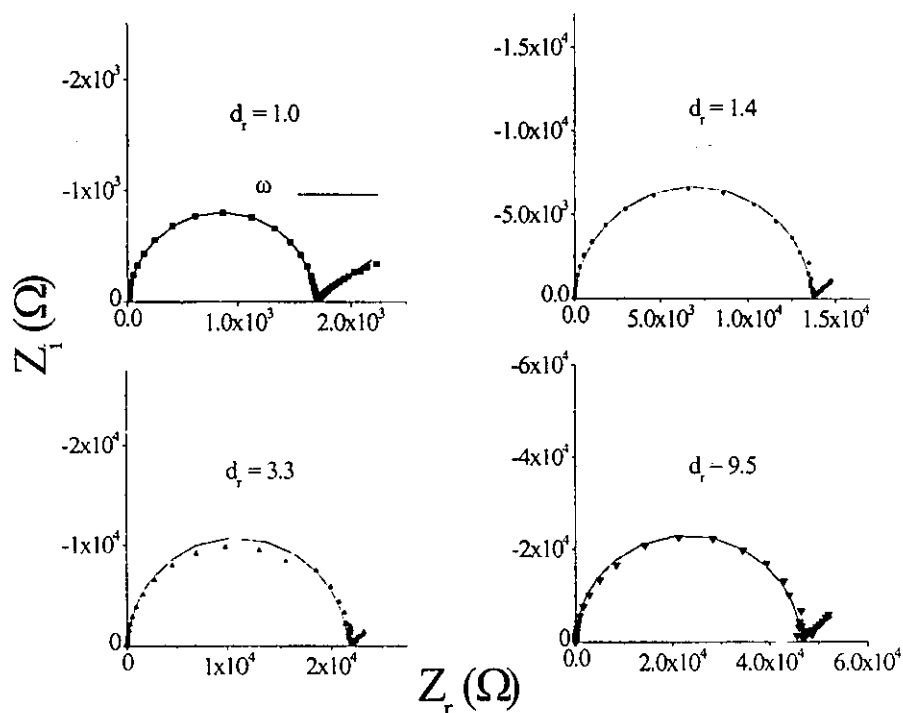 -2x10³
-1x10³
0
d_r = 1.0
ω
0.0 1.0x10³ 2.0x10³
-1.5x10⁴
-1.0x10⁴
-5.0x10³
0.0
d_r = 1.4
0.0 5.0x10³ 1.0x10⁴ 1.5x10⁴
Z_i (Ω)
-2x10⁴
-1x10⁴
0
d_r = 3.3
0 1x10⁴ 2x10⁴
-6x10⁴
-4x10⁴
-2x10⁴
0
d_r – 9.5
0.0 2.0x10⁴ 4.0x10⁴ 6.0x10⁴
Z_r (Ω)